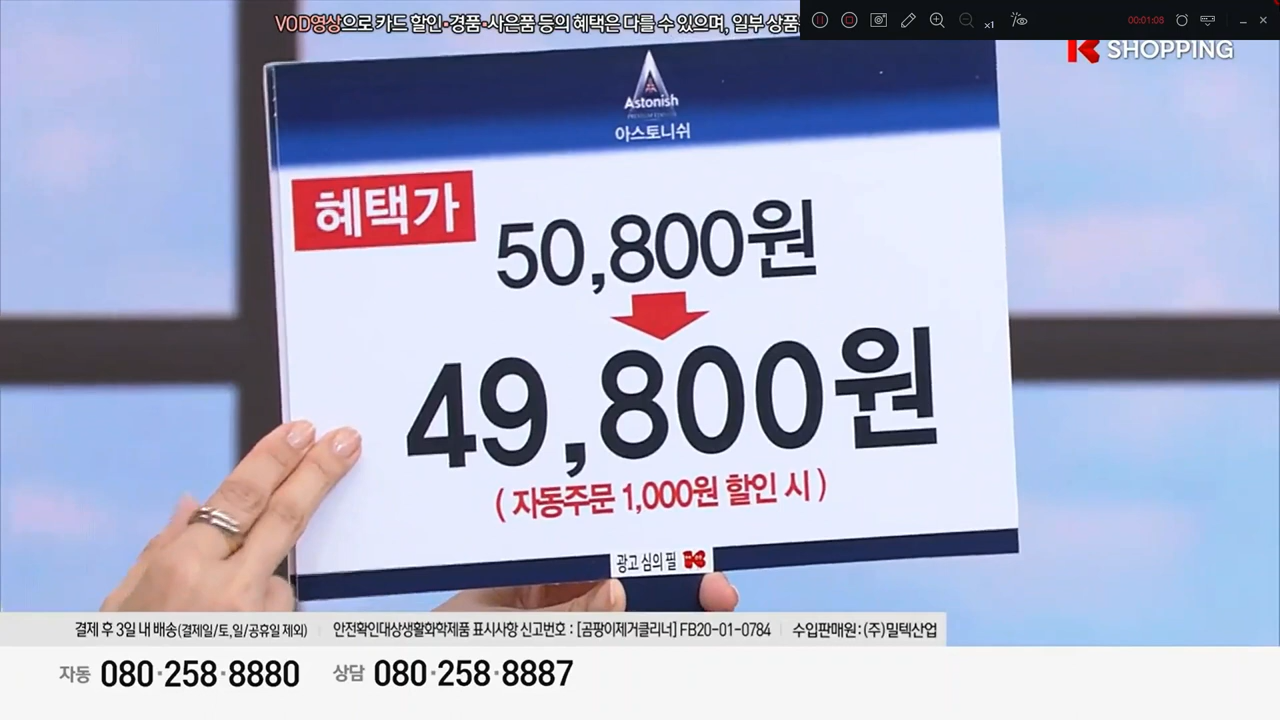 VOD영상으로 카드 할인·경품·사은품 등의 혜택은 다를 수 있으며, 일부 상품
x1
00:01:08
K SHOPPING
Astonish
아스토니쉬
혜택가
50,800원
49,800원
( 자동주문 1,000원 할인 시 )
광고 심의 필
결제 후 3일 내 배송(결제일/토,일/공휴일 제외)
안전확인대상생활화학제품 표시사항 신고번호 : [곰팡이제거클리너] FB20-01-0784
수입판매원 : (주)밀텍산업
자동 080·258·8880
상담 080·258·8887